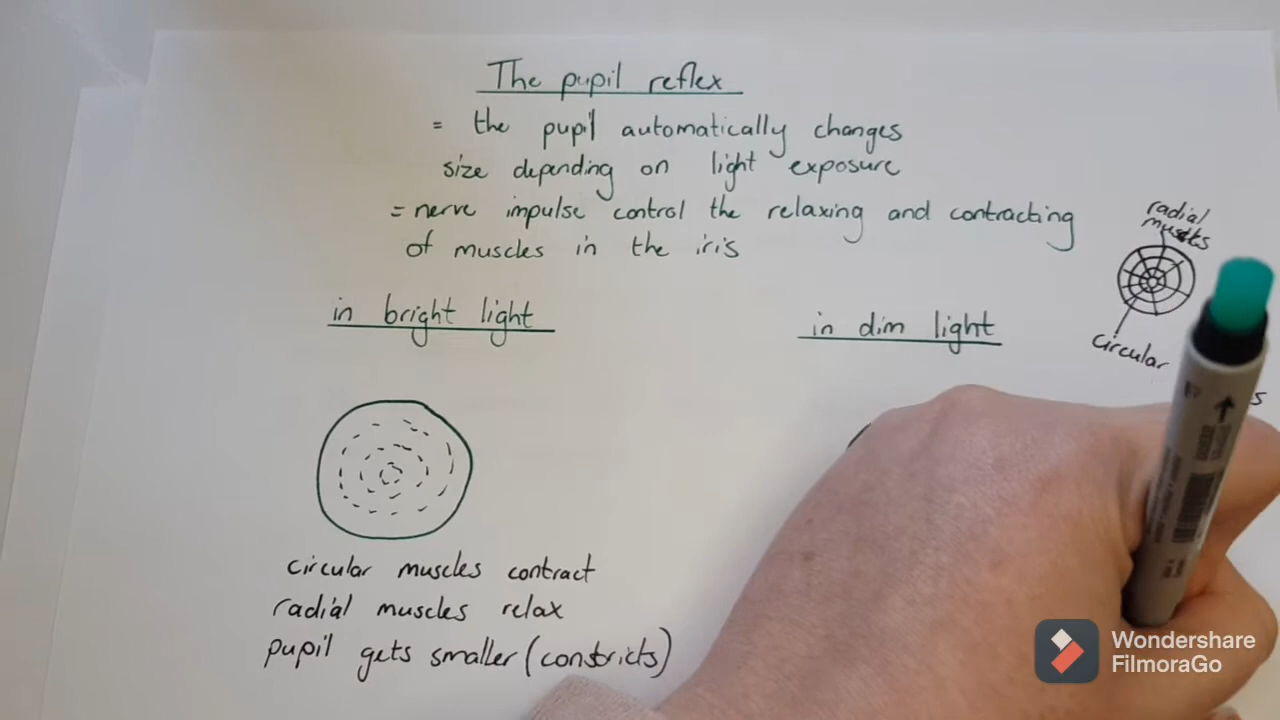 The pupil reflex
= the pupil automatically changes
size depending on light exposure
= nerve impulse control the relaxing and contracting
of muscles in the iris
radial
muscles
circular
in bright light
in dim light
circular muscles contract
radial muscles relax
pupil gets smaller (constricts)
Wondershare
FilmoraGo